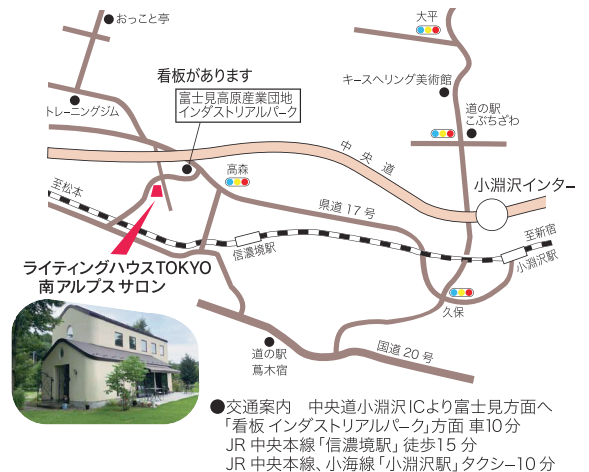 おっこと亭
大平
看板があります
富士見高原産業団地
インダストリアルパーク
トレーニングジム
キースヘリング美術館
道の駅
こぶちざわ
中央道
高森
小淵沢インター
至松本
県道17号
信濃境駅
至新宿
小淵沢駅
ライティングハウスTOKYO
南アルプスサロン
久保
道の駅
蔦木宿
国道20号
●交通案内 中央道小淵沢ICより富士見方面へ
「看板 インダストリアルパーク」方面 車10分
JR中央本線「信濃境駅」徒歩15分
JR中央本線、小海線「小淵沢駅」タクシー10分